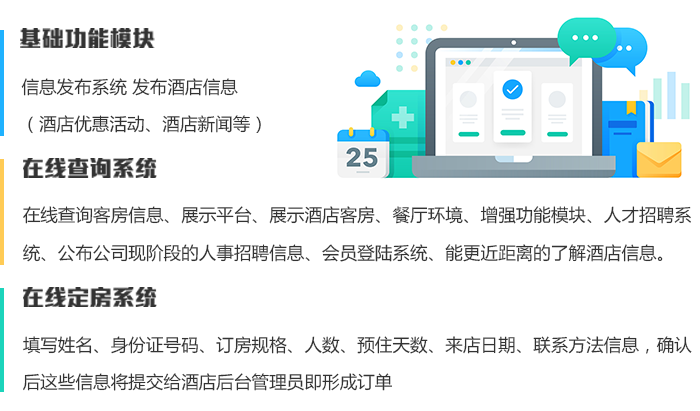 基础功能模块
信息发布系统 发布酒店信息
（酒店优惠活动、酒店新闻等）
25
在线查询系统
在线查询客房信息、展示平台、展示酒店客房、餐厅环境、增强功能模块、人才招聘系
统、公布公司现阶段的人事招聘信息、会员登陆系统、能更近距离的了解酒店信息。
在线定房系统
填写姓名、身份证号码、订房规格、人数、预住天数、来店日期、联系方法信息，确认
后这些信息将提交给酒店后台管理员即形成订单